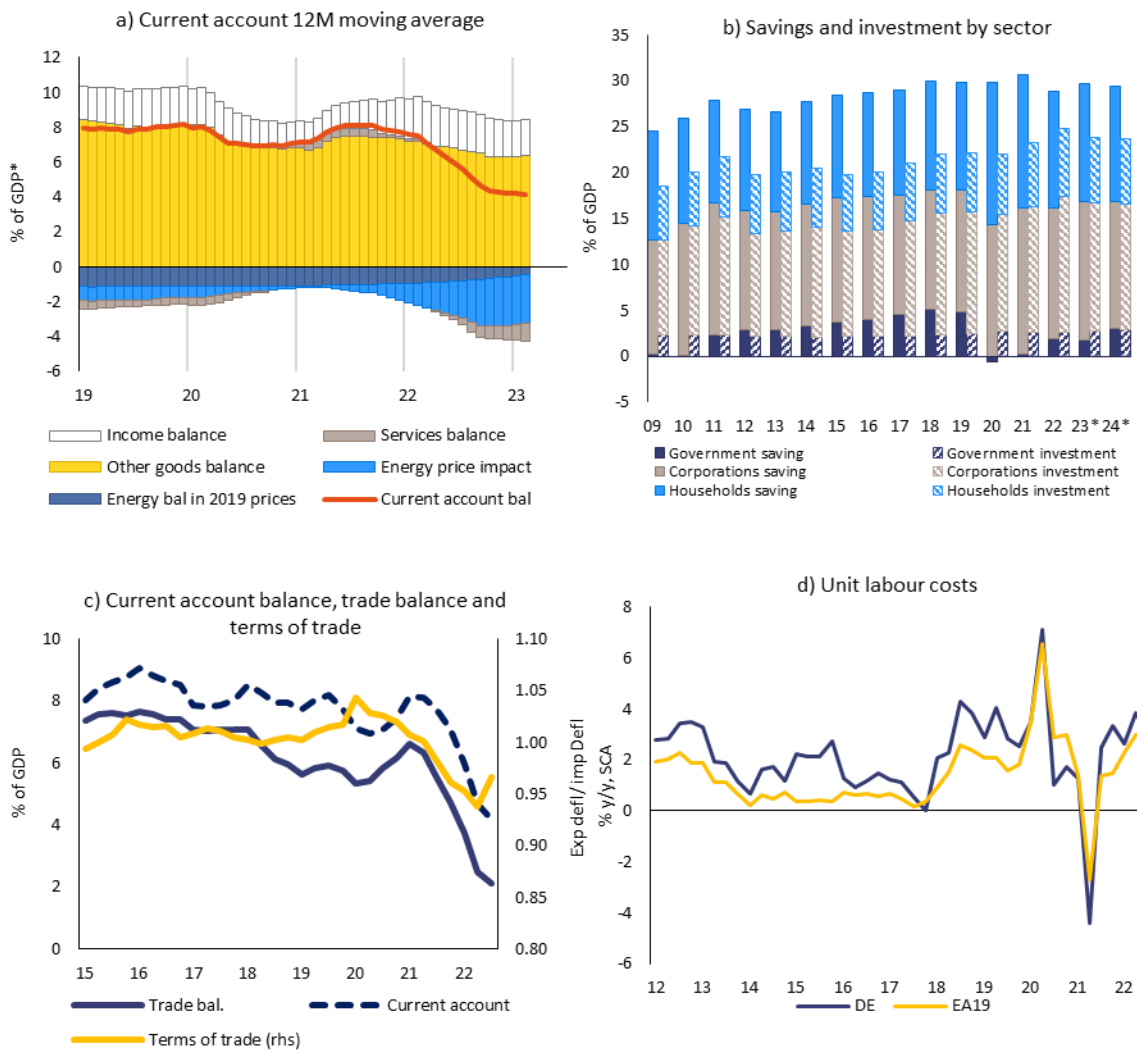 a) Current account 12M moving average
% of GDP*
12
10
8
6
4
2
0
-2
-4
-6
19 20 21 22 23
Income balance Services balance
Other goods balance Energy price impact
Energy bal in 2019 prices Current account bal
b) Savings and investment by sector
% of GDP
35
30
25
20
15
10
5
0
-5
09 10 11 12 13 14 15 16 17 18 19 20 21 22 23* 24*
Government saving Government investment
Corporations saving Corporations investment
Households saving Households investment
c) Current account balance, trade balance and
terms of trade
% of GDP
10
8
6
4
2
0
1.10
1.05
1.00
0.95
0.90
0.85
0.80
Exp defl/ imp Defl
15 16 17 18 19 20 21 22
Trade bal. Current account
Terms of trade (rhs)
d) Unit labour costs
% y/y, SCA
8
6
4
2
0
-2
-4
-6
12 13 14 15 16 17 18 19 20 21 22
DE EA19